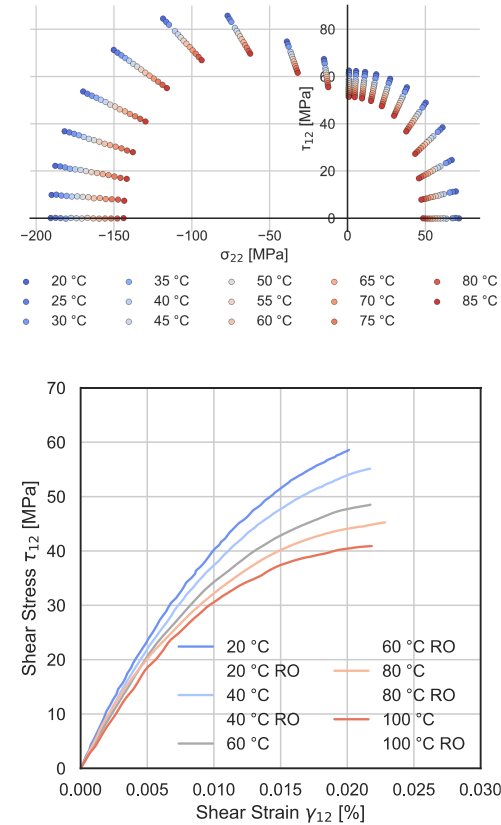 80
60
40
20
0
τ12 [MPa]
−200 −150 −100 −50 0 50
σ22 [MPa]
20 °C 35 °C 50 °C 65 °C 80 °C
25 °C 40 °C 55 °C 70 °C 85 °C
30 °C 45 °C 60 °C 75 °C
70
60
50
40
30
20
10
0
Shear Stress τ12 [MPa]
20 °C 60 °C RO
20 °C RO 80 °C
40 °C 80 °C RO
40 °C RO 100 °C
60 °C 100 °C RO
0.000 0.005 0.010 0.015 0.020 0.025 0.030
Shear Strain γ12 [%]